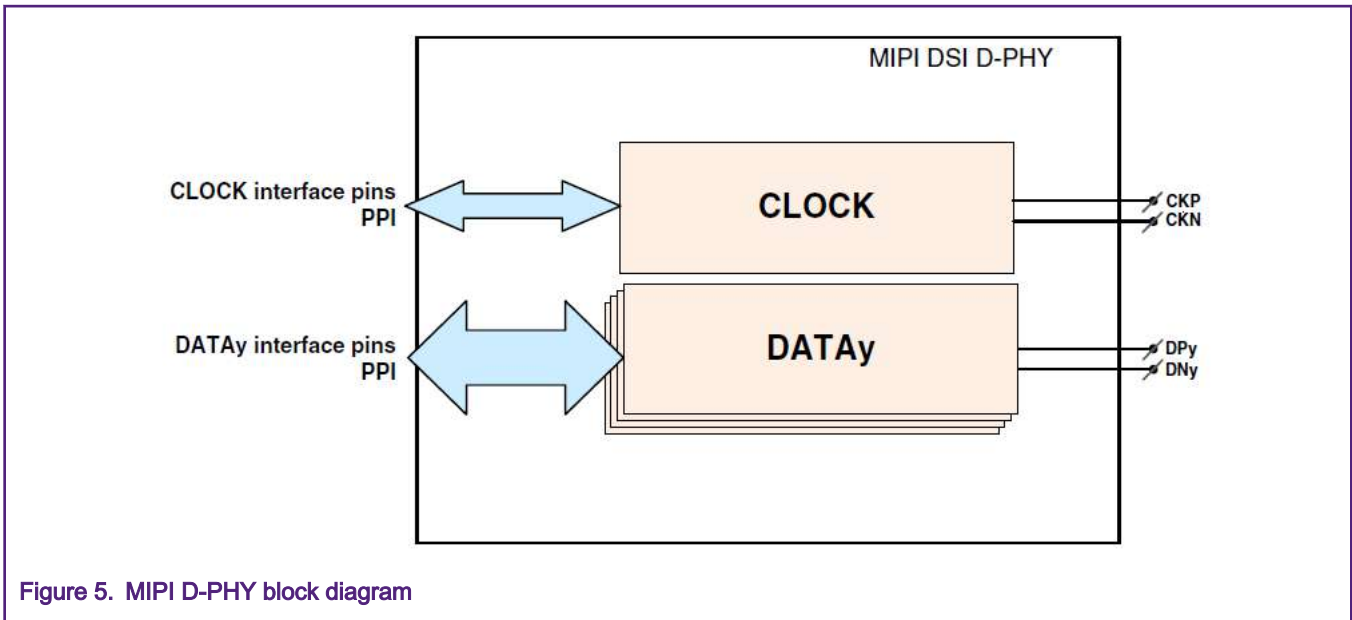 MIPI DSI D-PHY
CLOCK interface pins
PPI
CLOCK
CKP
CKN
DATAy interface pins
PPI
DATAy
DPy
DNy
Figure 5. MIPI D-PHY block diagram